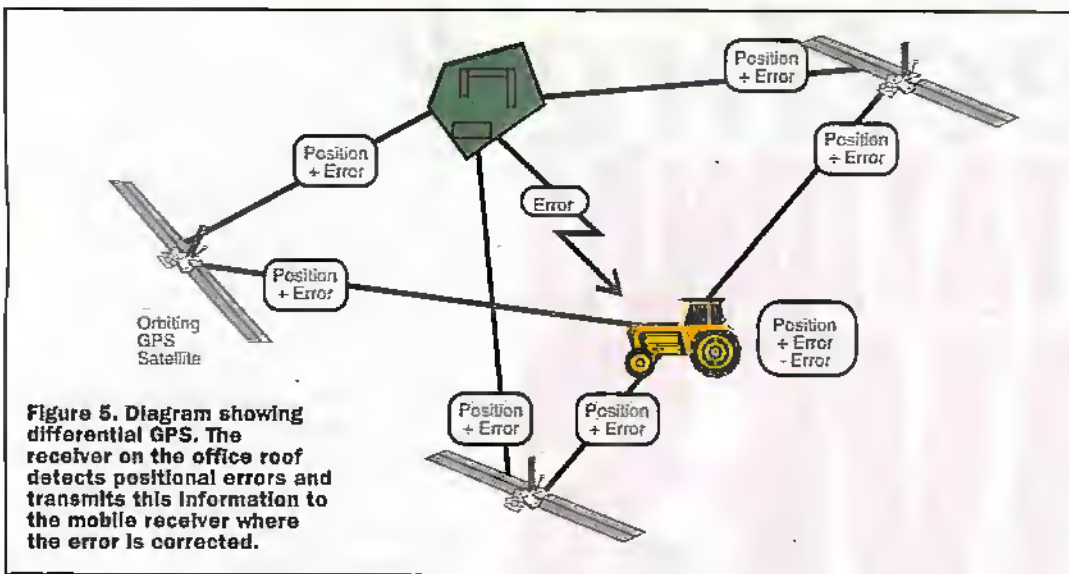 Position
+ Error
Position
+ Error
Position
+ Error
Error
Position
+ Error
Orbiting
GPS
Satellite
Position
+ Error
- Error
Position
+ Error
Position
+ Error
Figure 5. Diagram showing
differential GPS. The
receiver on the office roof
detects positional errors and
transmits this information to
the mobile receiver where
the error is corrected.